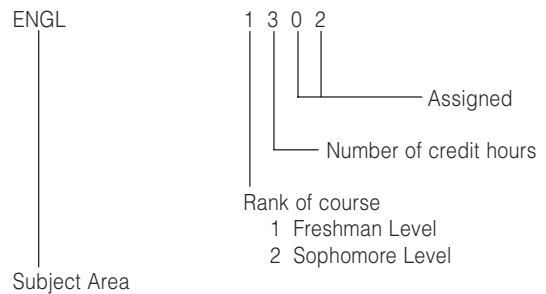 ENGL 1 3 0 2
Assigned
Number of credit hours
Rank of course
1 Freshman Level
2 Sophomore Level
Subject Area